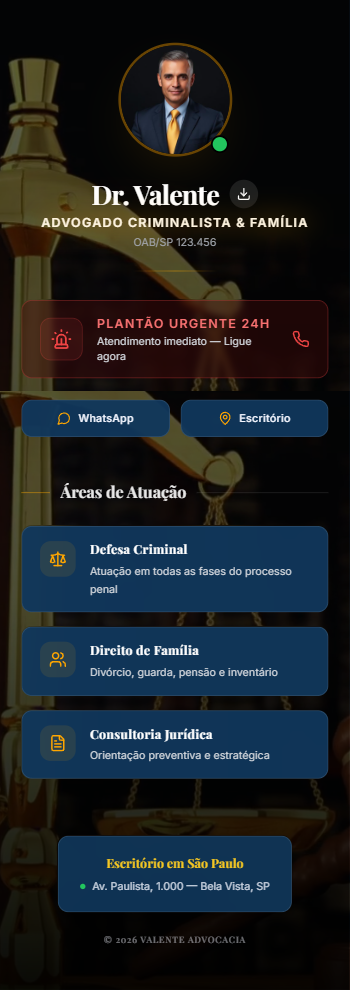 Dr. Valente
ADVOGADO CRIMINALISTA & FAMÍLIA
OAB/SP 123.456
PLANTÃO URGENTE 24H
Atendimento imediato — Ligue
agora
WhatsApp
Escritório
Áreas de Atuação
Defesa Criminal
Atuação em todas as fases do processo
penal
Direito de Família
Divórcio, guarda, pensão e inventário
Consultoria Jurídica
Orientação preventiva e estratégica
Escritório em São Paulo
Av. Paulista, 1.000 — Bela Vista, SP
© 2026 VALENTE ADVOCACIA